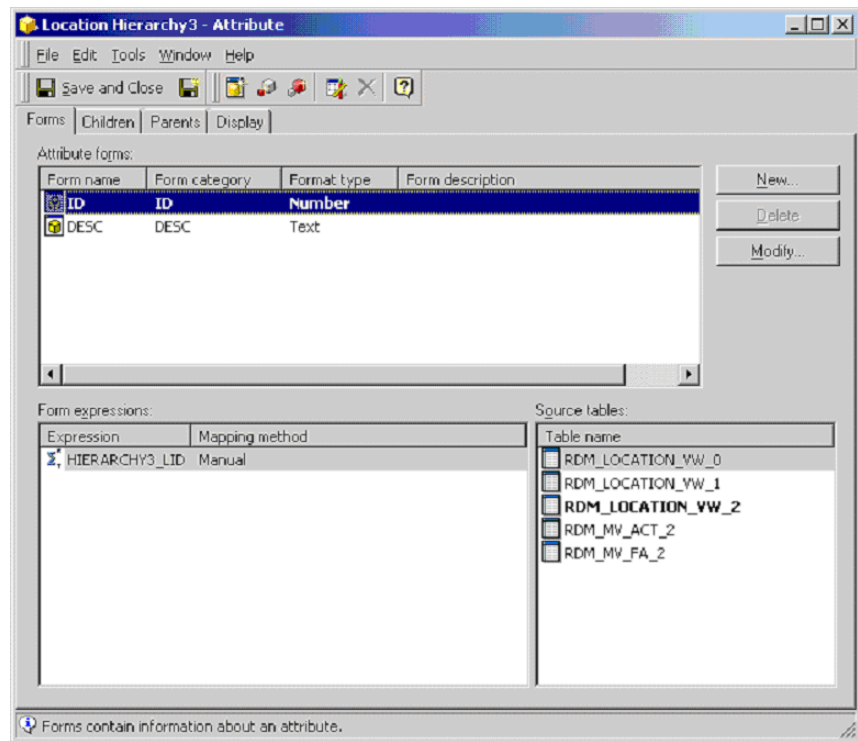 Location Hierarchy3 - Attribute
File Edit Tools Window Help
Save and Close
Forms Children Parents Display
Attribute forms:
Form name Form category Format type Form description
ID ID Number
DESC DESC Text
New...
Delete
Modify...
Form expressions:
Expression Mapping method
HIERARCHY3_LID Manual
Source tables:
Table name
RDM_LOCATION_VW_0
RDM_LOCATION_VW_1
RDM_LOCATION_VW_2
RDM_MV_ACT_2
RDM_MV_FA_2
Forms contain information about an attribute.